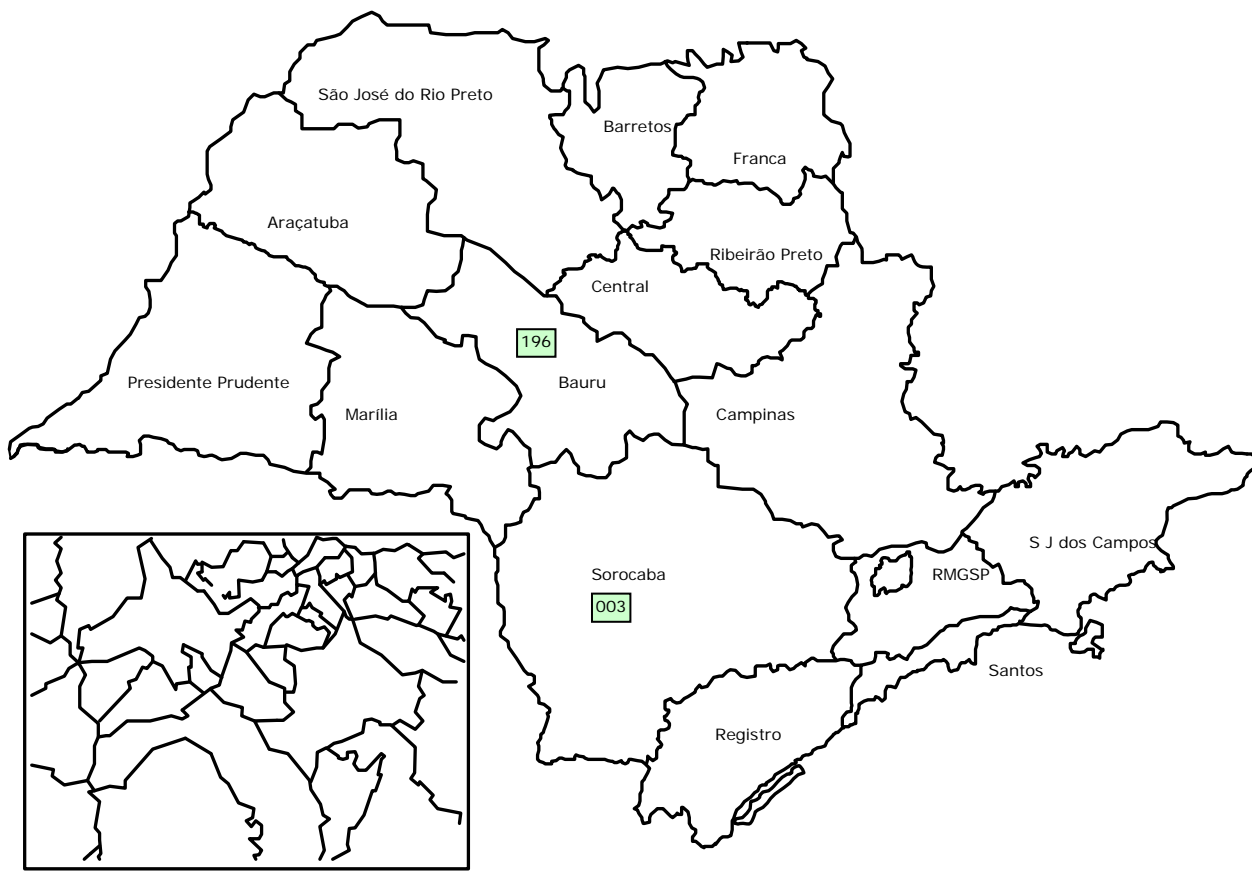 São José do Rio Preto
Barretos
Franca
Araçatuba
Ribeirão Preto
Central
196
Presidente Prudente
Bauru
Marília
Campinas
S J dos Campos
Sorocaba
RMGSP
003
Santos
Registro